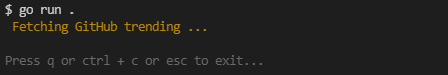 $ go run .
Fetching GitHub trending ...
Press q or ctrl + c or esc to exit...